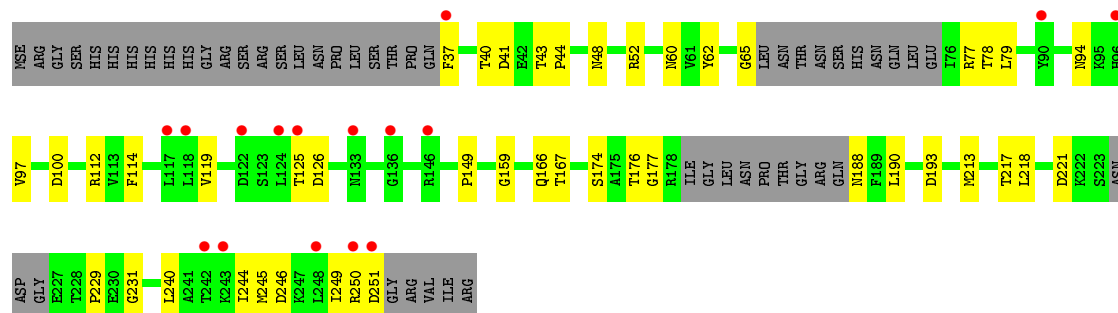 MSE ARG GLY SER HIS HIS HIS HIS HIS HIS GLY ARG SER ARG SER LEU ASN PRO LEU SER THR PRO GLN F37 T40 D41 E42 T43 P44 N48 R52 N60 V61 Y62 G65 LEU ASN THR ASN SER HIS ASN GLN LEU GLU I76 R77 T78 L79 Y90 N94 K95 H96
V97 D100 R112 V113 F114 L117 L118 V119 D122 S123 L124 T125 D126 N133 G136 R146 P149 G159 Q166 T167 S174 A175 T176 G177 R178 ILE GLY LEU ASN PRO THR GLY ARG GLN N188 F189 L190 D193 M213 T217 L218 D221 K222 S223 ASN
ASP GLY E227 T228 P229 E230 G231 L240 A241 T242 K243 I244 M245 D246 K247 L248 I249 R250 D251 GLY ARG VAL ILE ARG